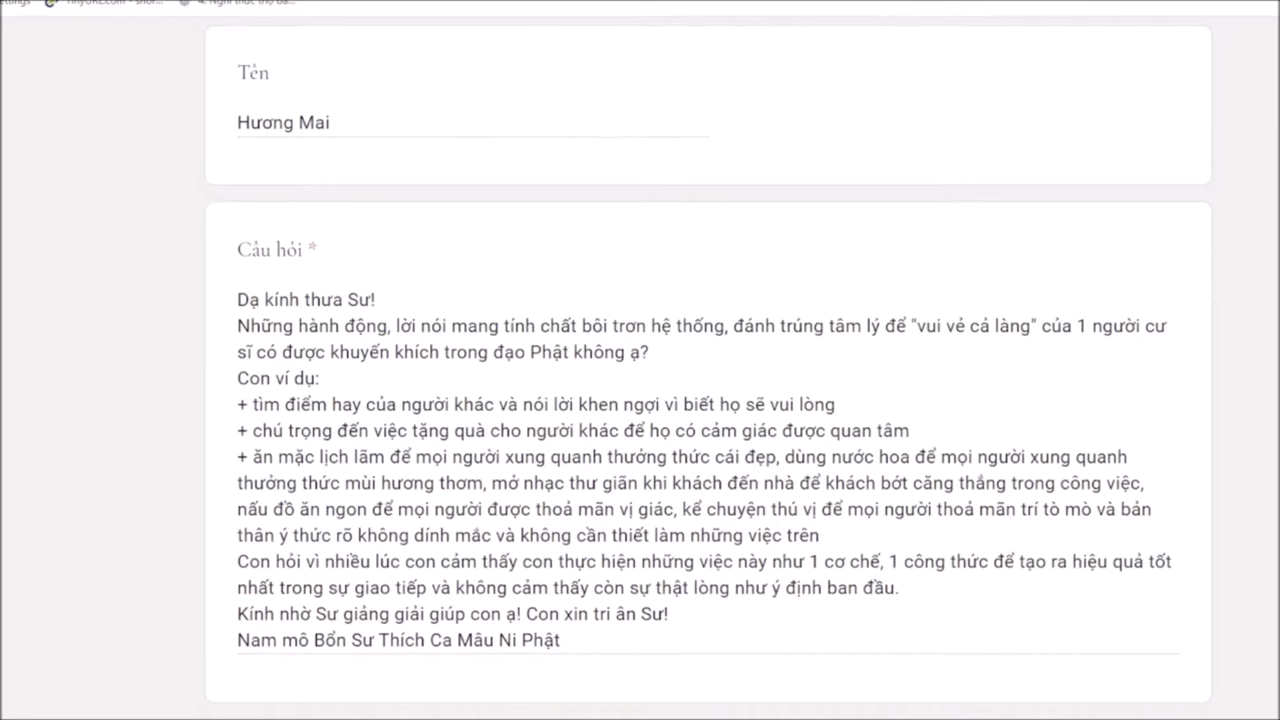 4. Nghi thức thọ Ba...
Tên
Hương Mai
Câu hỏi *
Dạ kính thưa Sư!
Những hành động, lời nói mang tính chất bôi trơn hệ thống, đánh trúng tâm lý để "vui vẻ cả làng" của 1 người cư
sĩ có được khuyến khích trong đạo Phật không ạ?
Con ví dụ:
+ tìm điểm hay của người khác và nói lời khen ngợi vì biết họ sẽ vui lòng
+ chú trọng đến việc tặng quà cho người khác để họ có cảm giác được quan tâm
+ ăn mặc lịch lãm để mọi người xung quanh thưởng thức cái đẹp, dùng nước hoa để mọi người xung quanh
thưởng thức mùi hương thơm, mở nhạc thư giãn khi khách đến nhà để khách bớt căng thẳng trong công việc,
nấu đồ ăn ngon để mọi người được thoả mãn vị giác, kể chuyện thú vị để mọi người thoả mãn trí tò mò và bản
thân ý thức rõ không dính mắc và không cần thiết làm những việc trên
Con hỏi vì nhiều lúc con cảm thấy con thực hiện những việc này như 1 cơ chế, 1 công thức để tạo ra hiệu quả tốt
nhất trong sự giao tiếp và không cảm thấy còn sự thật lòng như ý định ban đầu.
Kính nhờ Sư giảng giải giúp con ạ! Con xin tri ân Sư!
Nam mô Bổn Sư Thích Ca Mâu Ni Phật